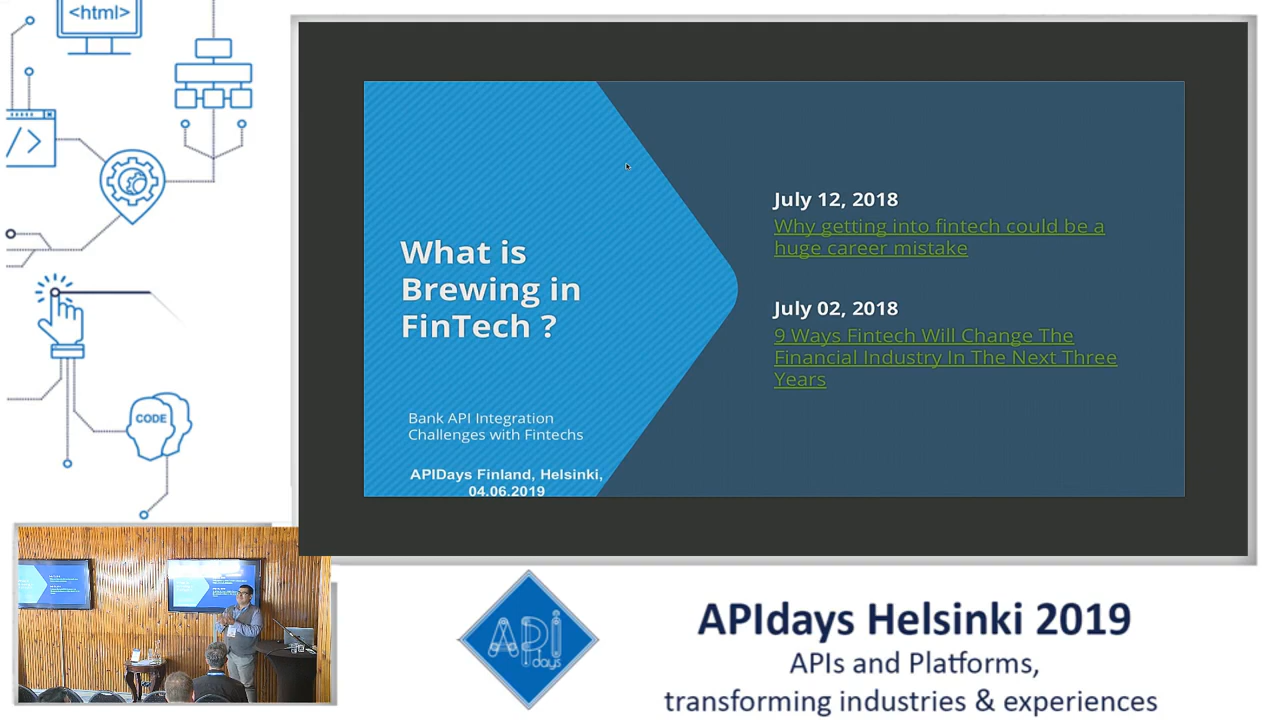 <html>
/>
CODE
What is
Brewing in
FinTech ?
Bank API Integration
Challenges with Fintechs
APIDays Finland, Helsinki,
04.06.2019
July 12, 2018
Why getting into fintech could be a
huge career mistake
July 02, 2018
9 Ways Fintech Will Change The
Financial Industry In The Next Three
Years
API
days
APIdays Helsinki 2019
APIs and Platforms,
transforming industries & experiences